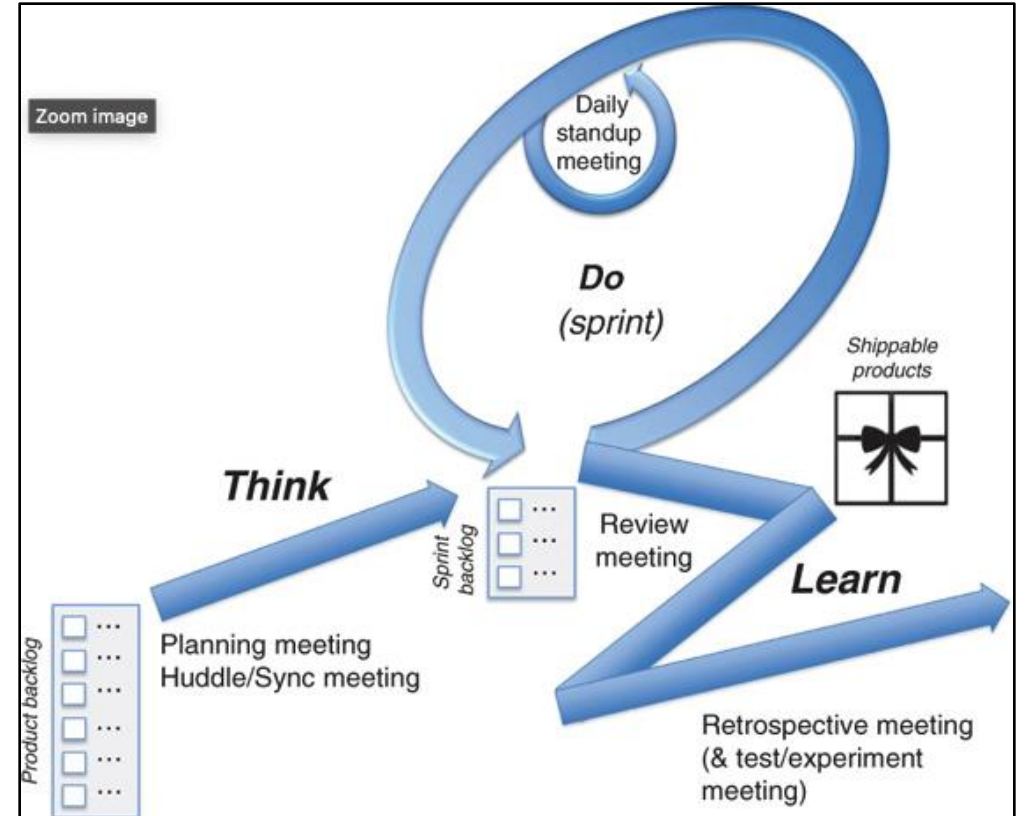 Zoom image
Daily
standup
meeting
Do
(sprint)
Shippable
products
Think
...
...
...
Sprint
backlog
Review
meeting
Learn
...
...
...
...
...
...
Product backlog
Planning meeting
Huddle/Sync meeting
Retrospective meeting
(& test/experiment
meeting)